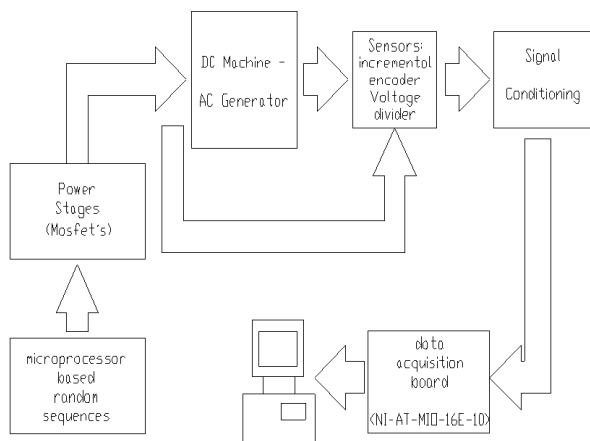 DC Machine -
AC Generator
Sensors:
incremental
encoder
Voltage
divider
Signal
Conditioning
Power
Stages
(Mosfet's)
microprocessor
based
random
sequences
data
acquisition
board
<NI-AT-MIO-16E-10>